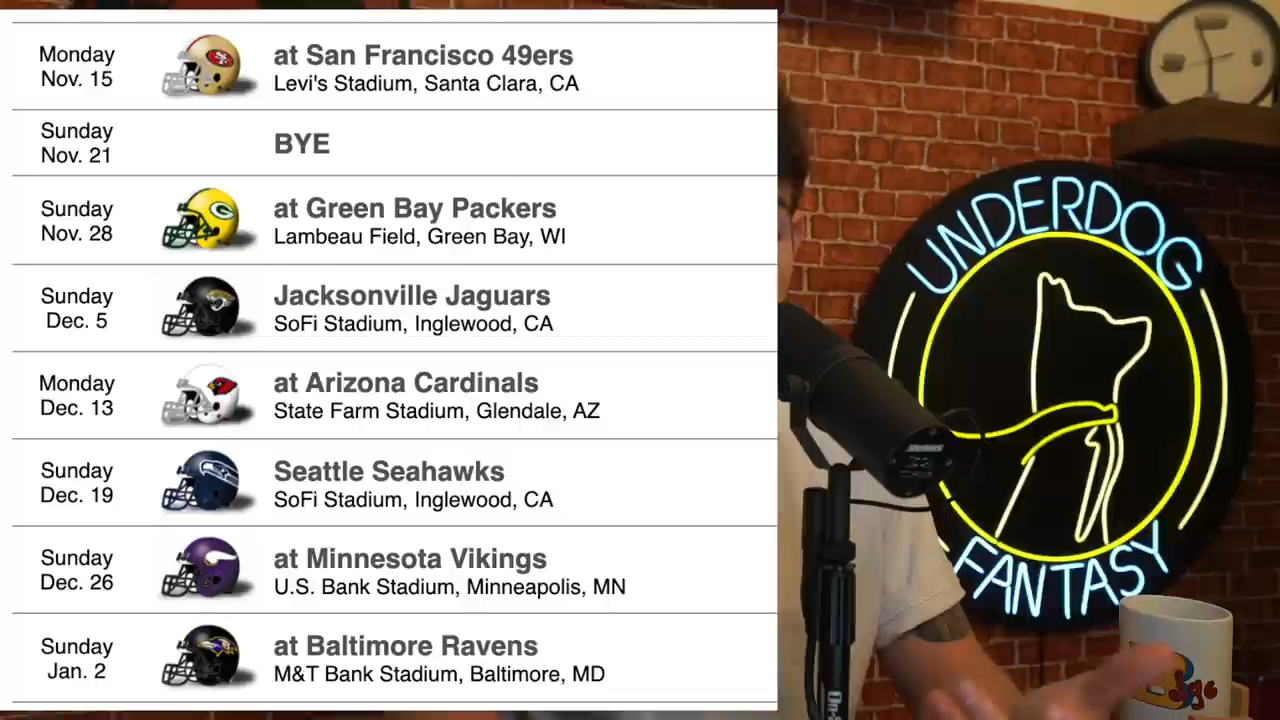 Monday
Nov. 15
at San Francisco 49ers
Levi's Stadium, Santa Clara, CA
Sunday
Nov. 21
BYE
Sunday
Nov. 28
at Green Bay Packers
Lambeau Field, Green Bay, WI
Sunday
Dec. 5
Jacksonville Jaguars
SoFi Stadium, Inglewood, CA
Monday
Dec. 13
at Arizona Cardinals
State Farm Stadium, Glendale, AZ
Sunday
Dec. 19
Seattle Seahawks
SoFi Stadium, Inglewood, CA
Sunday
Dec. 26
at Minnesota Vikings
U.S. Bank Stadium, Minneapolis, MN
Sunday
Jan. 2
at Baltimore Ravens
M&T Bank Stadium, Baltimore, MD
UNDERDOG
FANTASY